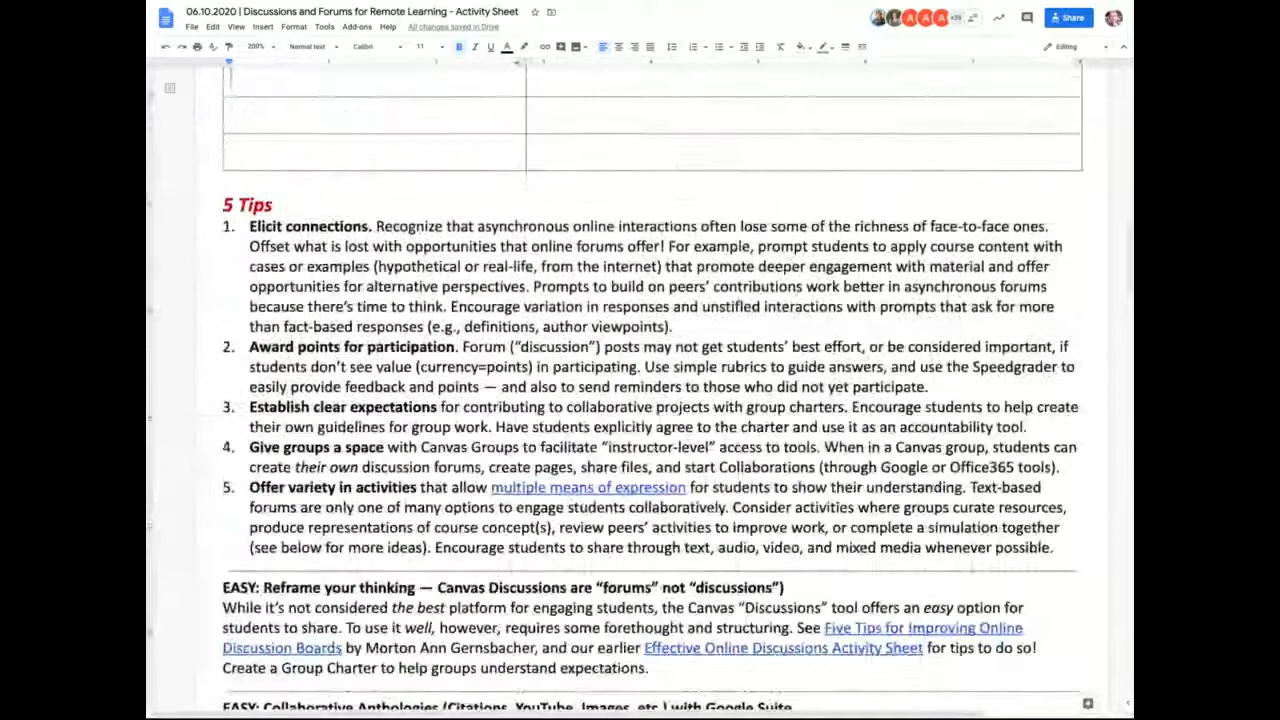 06.10.2020 | Discussions and Forums for Remote Learning - Activity Sheet
File Edit View Insert Format Tools Add-ons Help All changes saved in Drive
A A A Share
200% Normal text Calibri 11 B I U A Editing
5 Tips
1. Elicit connections. Recognize that asynchronous online interactions often lose some of the richness of face-to-face ones.
Offset what is lost with opportunities that online forums offer! For example, prompt students to apply course content with
cases or examples (hypothetical or real-life, from the internet) that promote deeper engagement with material and offer
opportunities for alternative perspectives. Prompts to build on peers’ contributions work better in asynchronous forums
because there’s time to think. Encourage variation in responses and unstifled interactions with prompts that ask for more
than fact-based responses (e.g., definitions, author viewpoints).
2. Award points for participation. Forum (“discussion”) posts may not get students’ best effort, or be considered important, if
students don’t see value (currency=points) in participating. Use simple rubrics to guide answers, and use the Speedgrader to
easily provide feedback and points — and also to send reminders to those who did not yet participate.
3. Establish clear expectations for contributing to collaborative projects with group charters. Encourage students to help create
their own guidelines for group work. Have students explicitly agree to the charter and use it as an accountability tool.
4. Give groups a space with Canvas Groups to facilitate “instructor-level” access to tools. When in a Canvas group, students can
create their own discussion forums, create pages, share files, and start Collaborations (through Google or Office365 tools).
5. Offer variety in activities that allow multiple means of expression for students to show their understanding. Text-based
forums are only one of many options to engage students collaboratively. Consider activities where groups curate resources,
produce representations of course concept(s), review peers’ activities to improve work, or complete a simulation together
(see below for more ideas). Encourage students to share through text, audio, video, and mixed media whenever possible.
EASY: Reframe your thinking — Canvas Discussions are “forums” not “discussions”)
While it’s not considered the best platform for engaging students, the Canvas “Discussions” tool offers an easy option for
students to share. To use it well, however, requires some forethought and structuring. See Five Tips for Improving Online
Discussion Boards by Morton Ann Gernsbacher, and our earlier Effective Online Discussions Activity Sheet for tips to do so!
Create a Group Charter to help groups understand expectations.
EASY: Collaborative Anthologies (Citations, YouTube, Images, etc.) with Google Suite